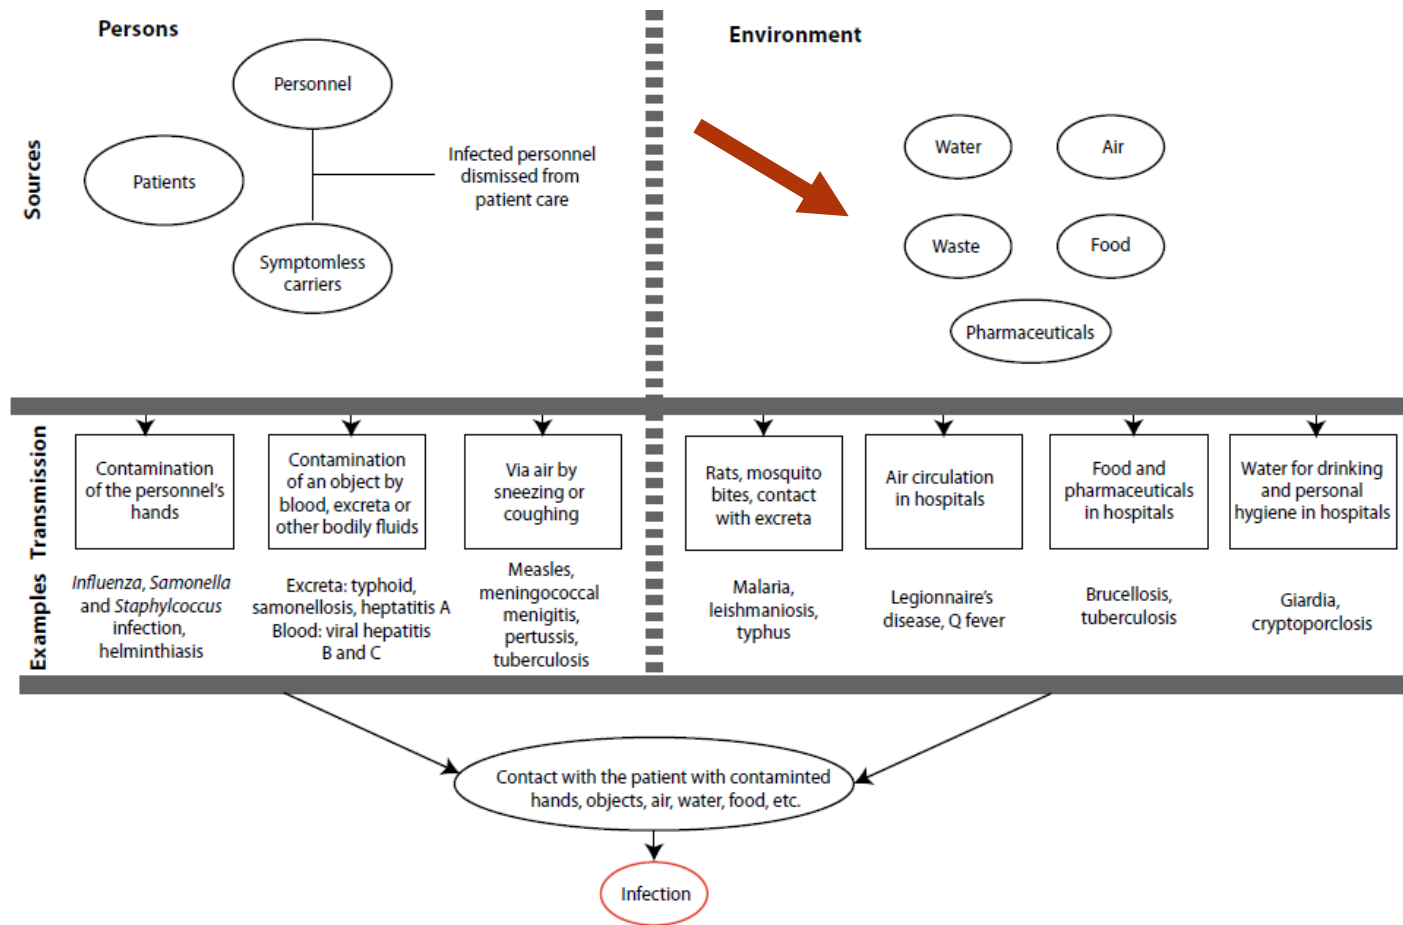 Persons
Environment
Sources
Personnel
Patients
Infected personnel
dismissed from
patient care
Symptomless
carriers
Water
Air
Waste
Food
Pharmaceuticals
Transmission
Contamination
of the personnel's
hands
Contamination
of an object by
blood, excreta or
other bodily fluids
Via air by
sneezing or
coughing
Rats, mosquito
bites, contact
with excreta
Air circulation
in hospitals
Food and
pharmaceuticals
in hospitals
Water for drinking
and personal
hygiene in hospitals
Examples
Influenza, Samonella
and Staphylcoccus
infection,
helminthiasis
Excreta: typhoid,
samonellosis, heptatitis A
Blood: viral hepatitis
B and C
Measles,
meningococcal
menigitis,
pertussis,
tuberculosis
Malaria,
leishmaniosis,
typhus
Legionnaire's
disease, Q fever
Brucellosis,
tuberculosis
Giardia,
cryptoporclosis
Contact with the patient with contaminted
hands, objects, air, water, food, etc.
Infection